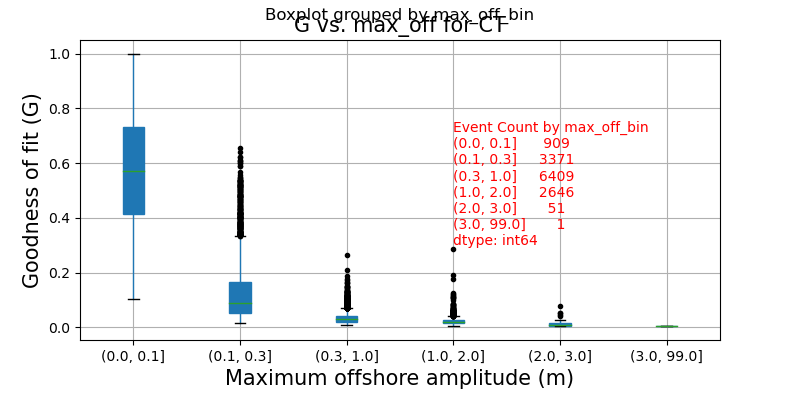 Boxplot grouped by max_off_bin
G vs. max_off for CT
Goodness of fit (G)
1.0
0.8
0.6
0.4
0.2
0.0
Event Count by max_off_bin
(0.0, 0.1] 909
(0.1, 0.3] 3371
(0.3, 1.0] 6409
(1.0, 2.0] 2646
(2.0, 3.0] 51
(3.0, 99.0] 1
dtype: int64
(0.0, 0.1] (0.1, 0.3] (0.3, 1.0] (1.0, 2.0] (2.0, 3.0] (3.0, 99.0]
Maximum offshore amplitude (m)